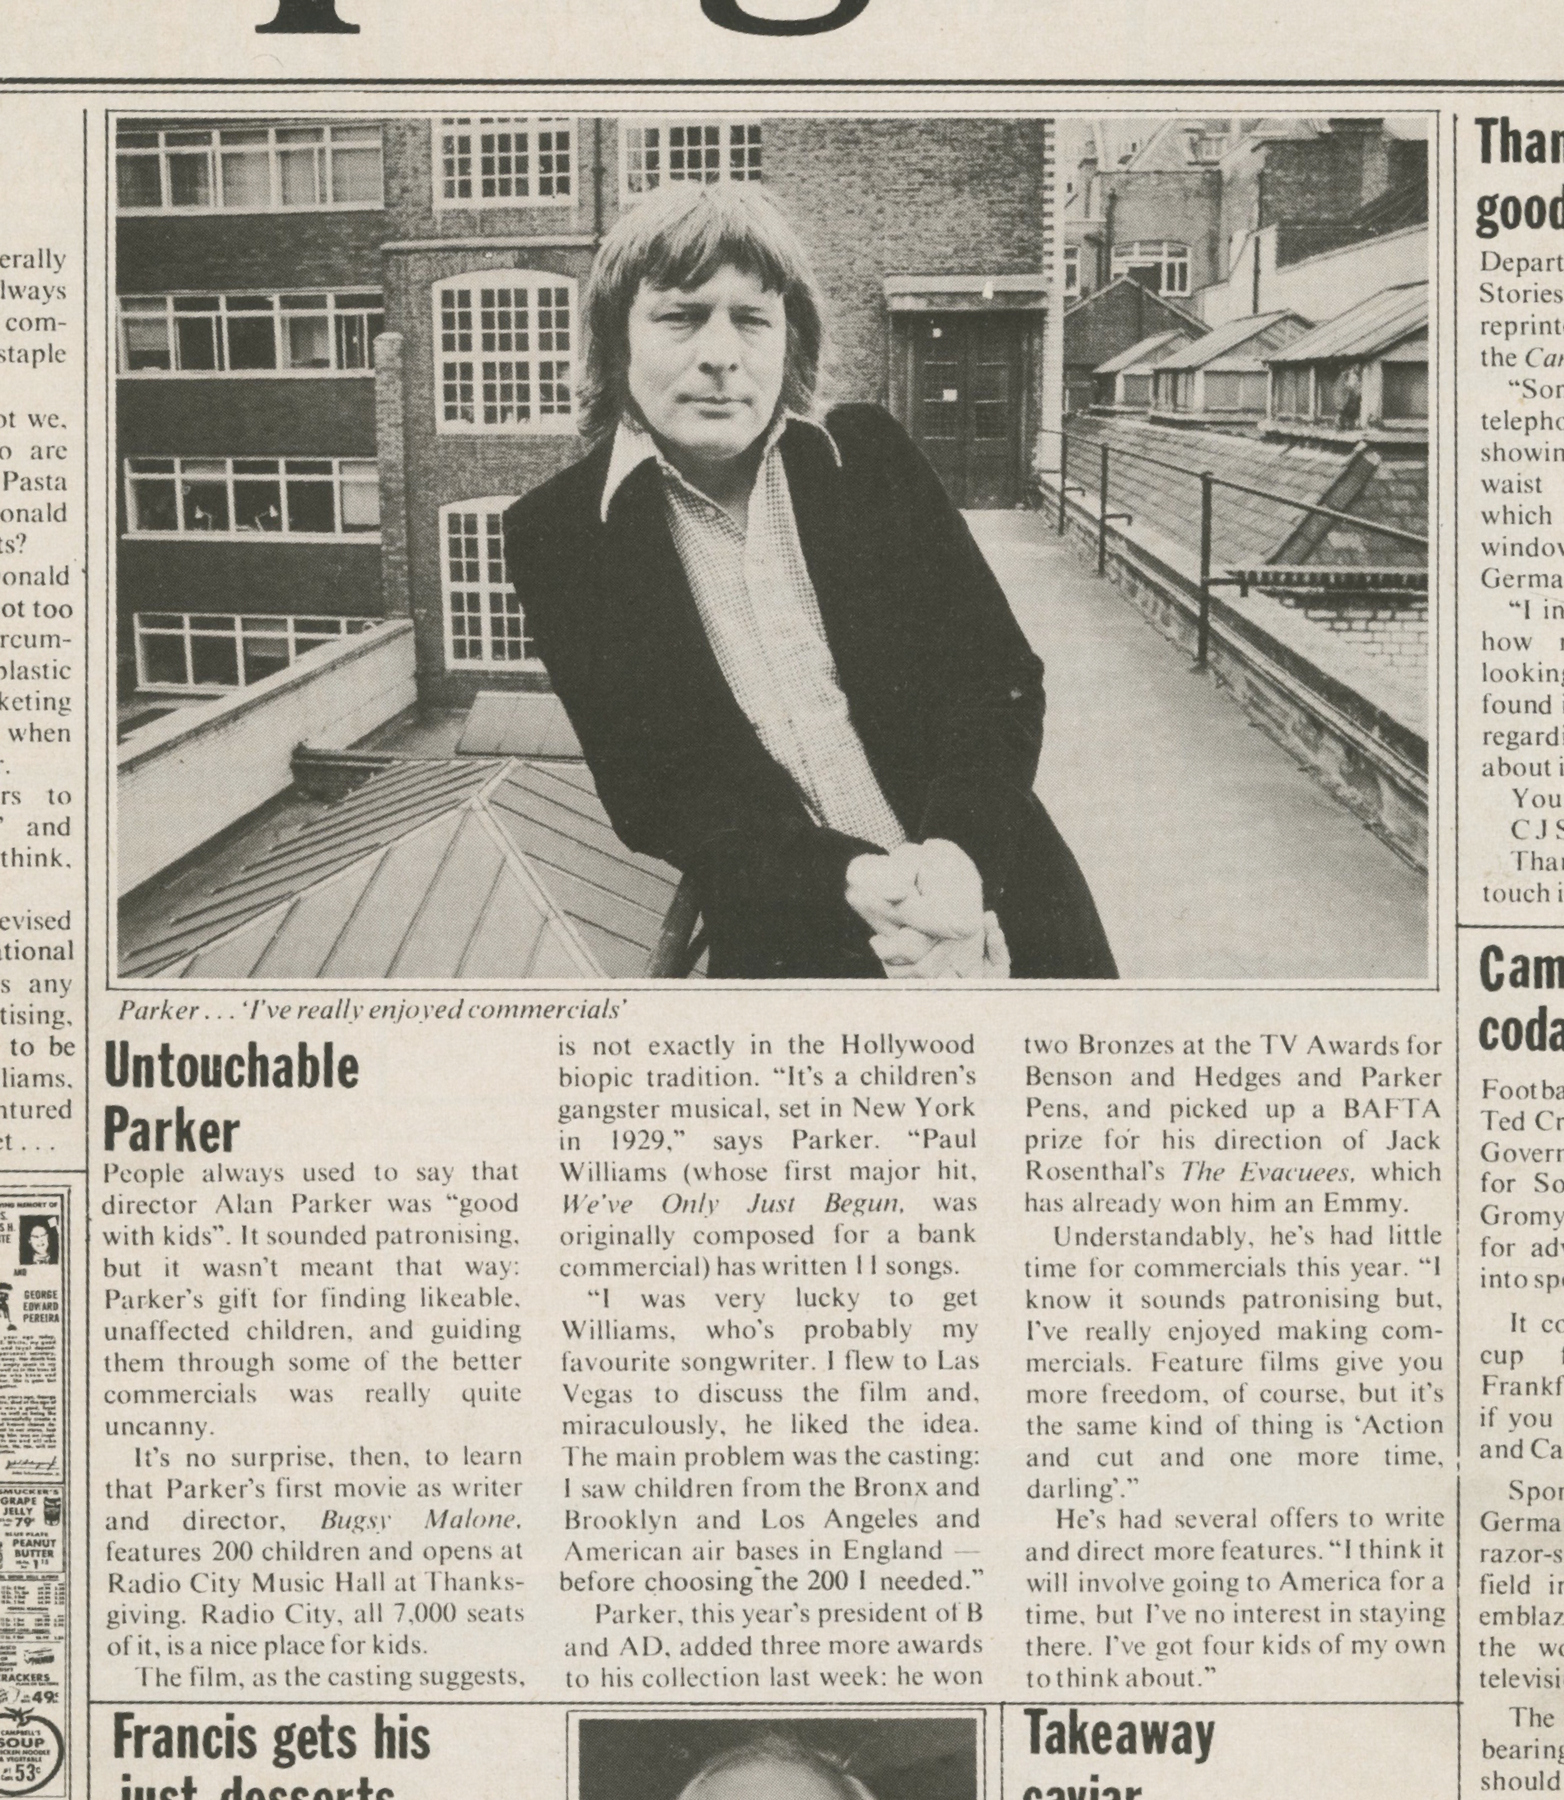 erally
lways
com-
staple
ot we,
o are
Pasta
onald
ts?
onald
ot too
rcum-
plastic
keting
when
r.
rs to
' and
think,
evised
ational
s any
tising,
to be
liams,
ntured
et . . .
GEORGE
EDWARD
PEREIRA
SMUCKER'S
GRAPE
JELLY
79¢
BLUE PLATE
PEANUT
BUTTER
RACKERS
49¢
CAMPBELL'S
SOUP
53¢
Parker . . . 'I've really enjoyed commercials'
Untouchable
Parker
People always used to say that
director Alan Parker was “good
with kids”. It sounded patronising,
but it wasn't meant that way:
Parker's gift for finding likeable,
unaffected children, and guiding
them through some of the better
commercials was really quite
uncanny.
It's no surprise, then, to learn
that Parker's first movie as writer
and director, Bugsy Malone,
features 200 children and opens at
Radio City Music Hall at Thanks-
giving. Radio City, all 7,000 seats
of it, is a nice place for kids.
The film, as the casting suggests,
is not exactly in the Hollywood
biopic tradition. “It's a children's
gangster musical, set in New York
in 1929,” says Parker. “Paul
Williams (whose first major hit,
We've Only Just Begun, was
originally composed for a bank
commercial) has written 11 songs.
“I was very lucky to get
Williams, who's probably my
favourite songwriter. I flew to Las
Vegas to discuss the film and,
miraculously, he liked the idea.
The main problem was the casting:
I saw children from the Bronx and
Brooklyn and Los Angeles and
American air bases in England —
before choosing the 200 I needed.”
Parker, this year's president of B
and AD, added three more awards
to his collection last week: he won
two Bronzes at the TV Awards for
Benson and Hedges and Parker
Pens, and picked up a BAFTA
prize for his direction of Jack
Rosenthal's The Evacuees, which
has already won him an Emmy.
Understandably, he's had little
time for commercials this year. “I
know it sounds patronising but,
I've really enjoyed making com-
mercials. Feature films give you
more freedom, of course, but it's
the same kind of thing is 'Action
and cut and one more time,
darling'.”
He's had several offers to write
and direct more features. “I think it
will involve going to America for a
time, but I've no interest in staying
there. I've got four kids of my own
to think about.”
Francis gets his
just desserts
Takeaway
caviar
Than
good
Depart
Stories
reprint
the Car
“Sor
telepho
showin
waist
which
window
Germa
“I in
how
looking
found i
regardi
about i
You
C J S
Than
touch i
Cam
coda
Footba
Ted Cr
Govern
for So
Gromy
for adv
into spe
It co
cup f
Frankf
if you
and Ca
Spor
Germa
razor-s
field in
emblaz
the wo
televisi
The
bearing
should